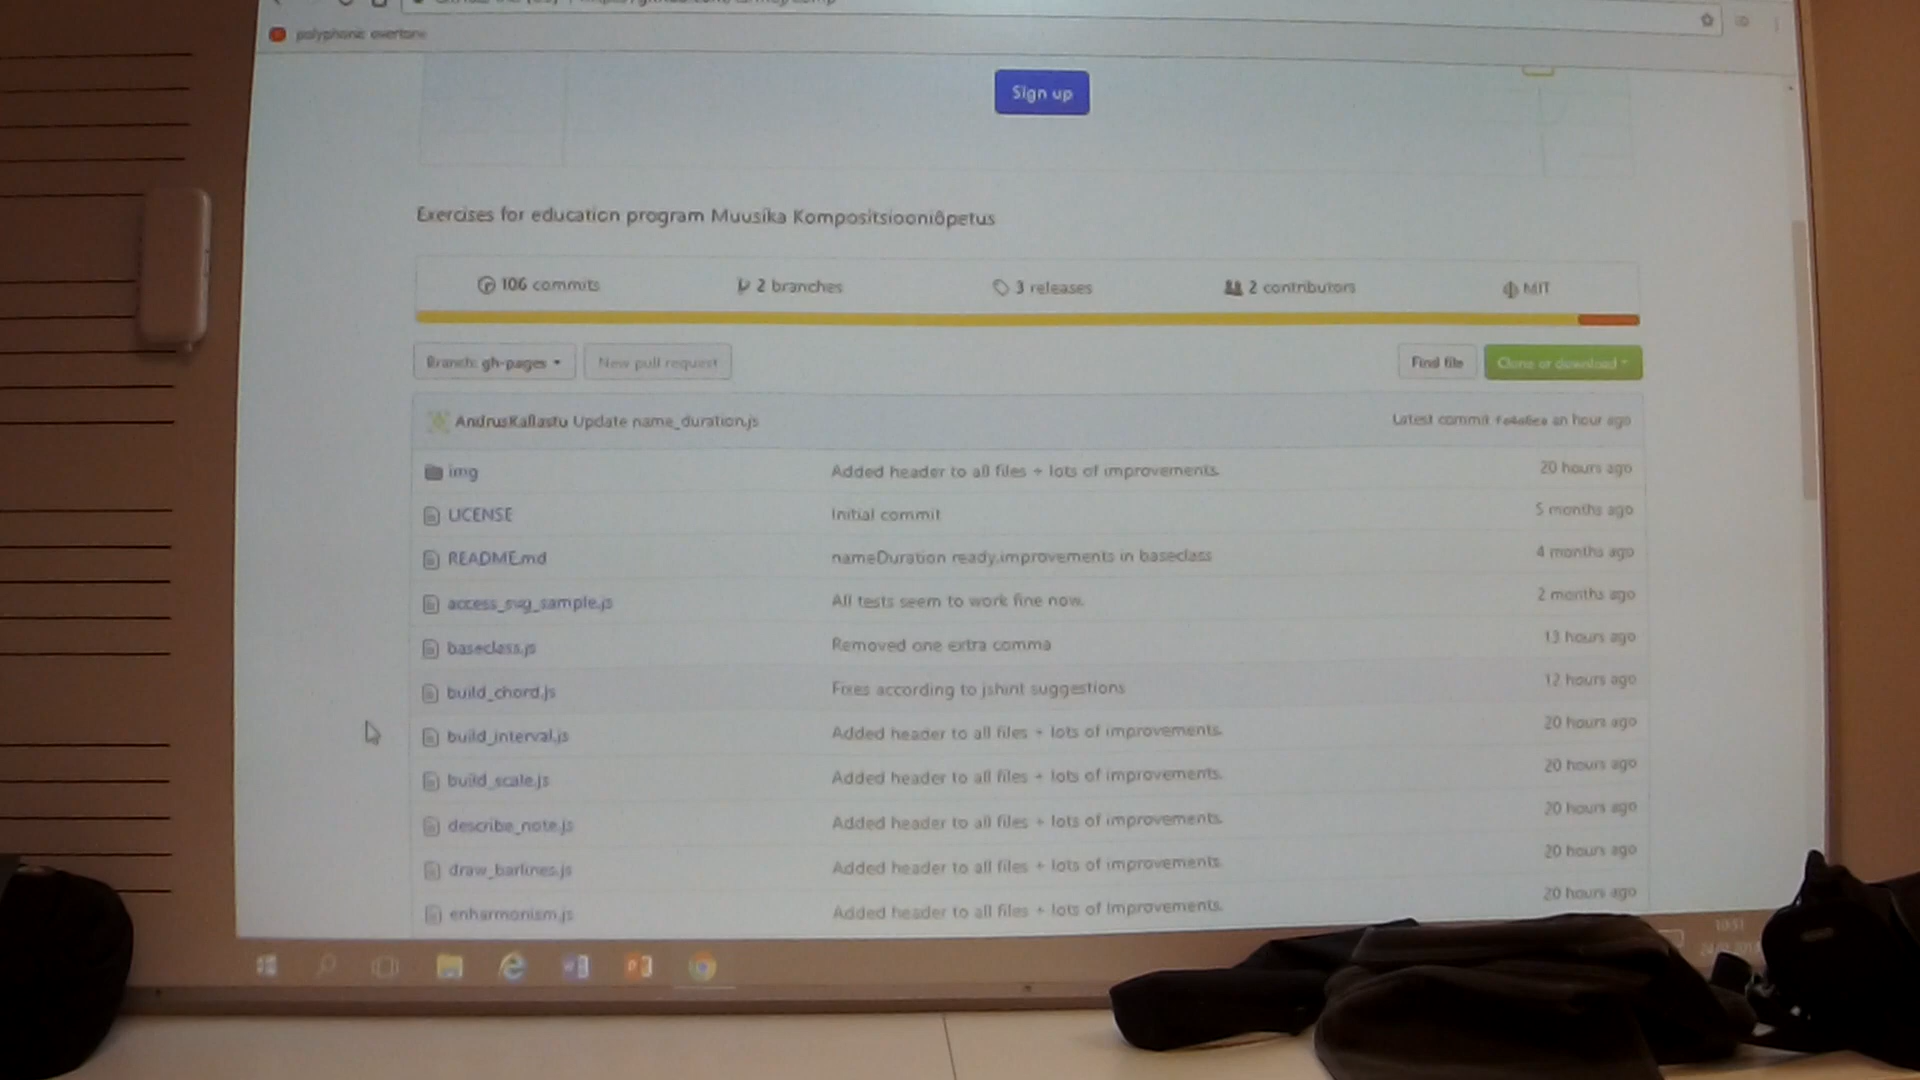 polyphonic overtone
Sign up
Exercises for education program Muusika Kompositsiooniõpetus
106 commits 2 branches 3 releases 2 contributors MIT
Branch: gh-pages New pull request Find file Clone or download
AndrusKallastu Update name_duration.js Latest commit an hour ago
img Added header to all files + lots of improvements. 20 hours ago
LICENSE Initial commit 5 months ago
README.md nameDuration ready.improvements in baseclass 4 months ago
access_svg_sample.js All tests seem to work fine now. 2 months ago
baseclass.js Removed one extra comma 13 hours ago
build_chord.js Fixes according to jshint suggestions 12 hours ago
build_interval.js Added header to all files + lots of improvements. 20 hours ago
build_scale.js Added header to all files + lots of improvements. 20 hours ago
describe_note.js Added header to all files + lots of improvements. 20 hours ago
draw_barlines.js Added header to all files + lots of improvements. 20 hours ago
enharmonism.js Added header to all files + lots of improvements. 20 hours ago